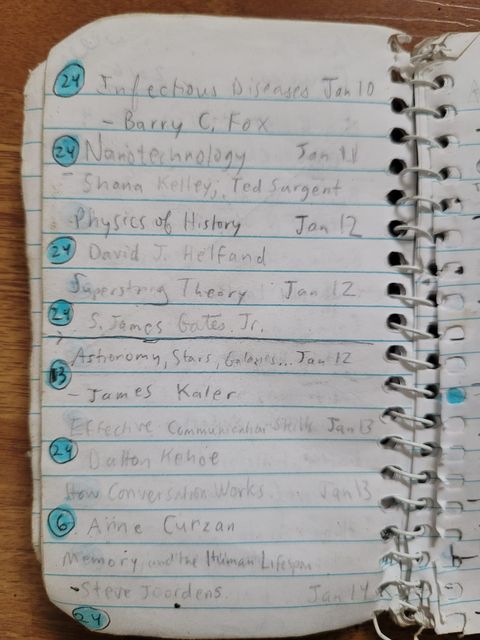 24 Infectious Diseases Jan 10
- Barry C. Fox
24 Nanotechnology Jan 11
- Shana Kelley, Ted Sargent
Physics of History Jan 12
24 David J. Helfand
Superstring Theory Jan 12
24 S. James Gates. Jr.
Astronomy, Stars, Galaxies... Jan 12
13
- James Kaler
Effective Communication Skills Jan 13
24 Dalton Kehoe
How Conversation Works Jan 13
6 Anne Curzan
Memory and the Human Lifespan
- Steve Joordens. Jan 14
24